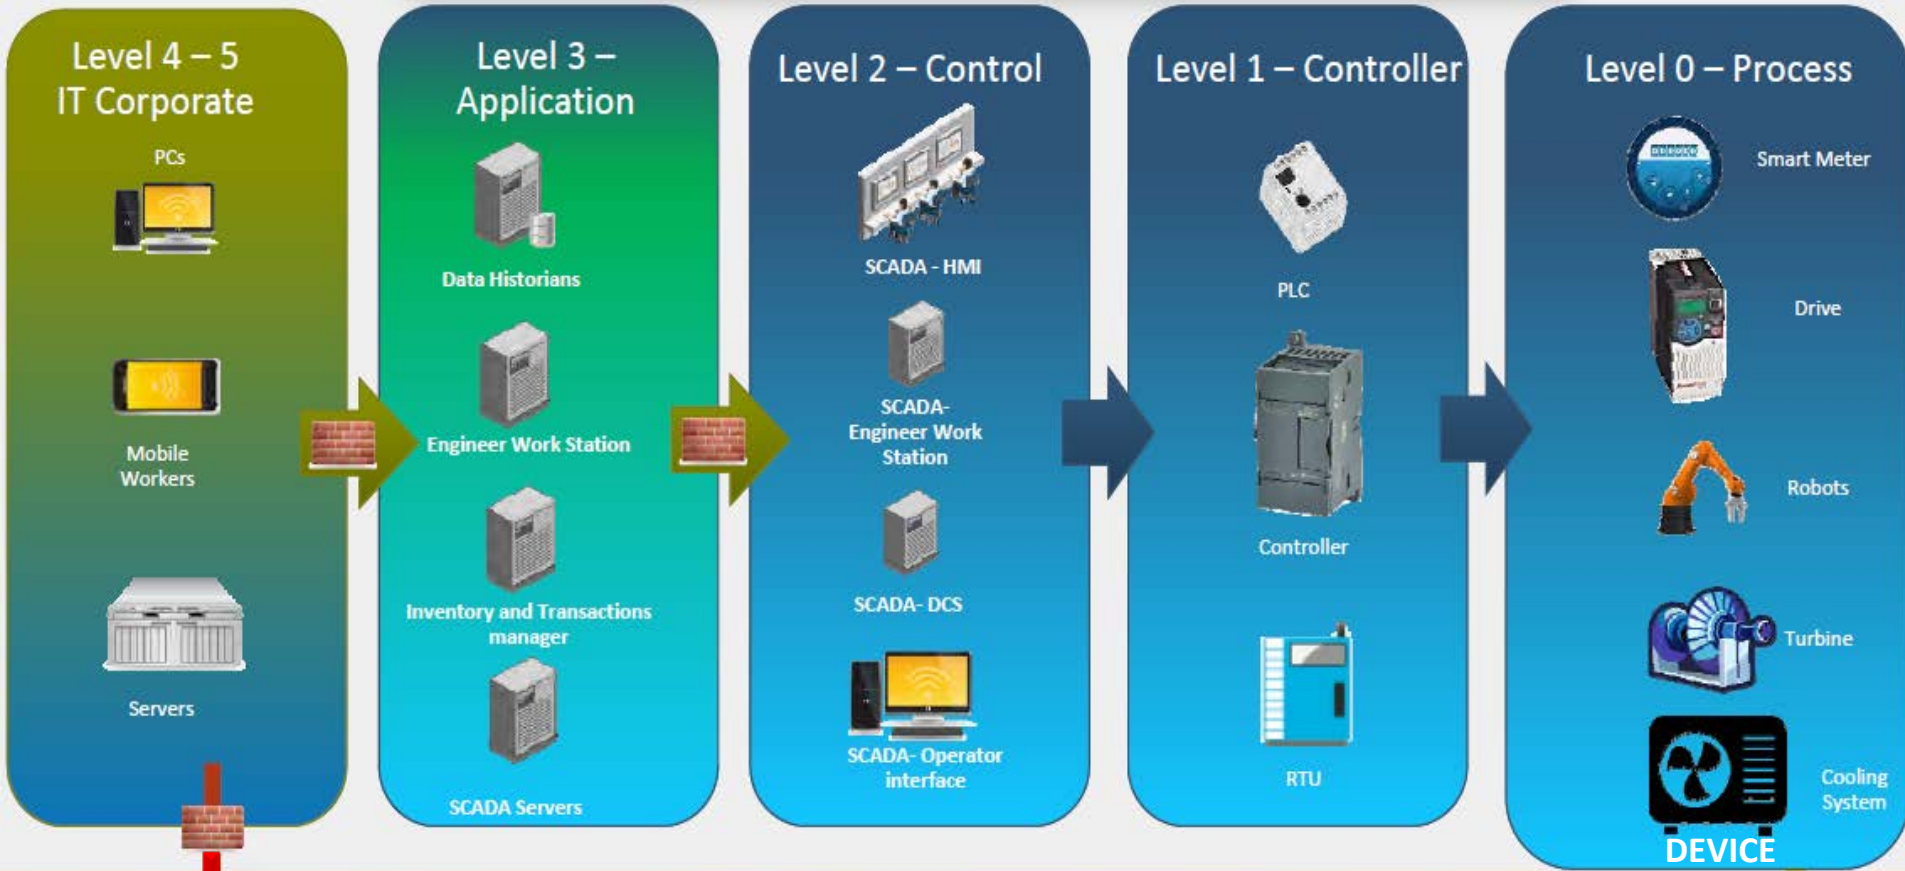 Level 4 – 5
IT Corporate
PCs
Mobile
Workers
Servers
Level 3 –
Application
Data Historians
Engineer Work Station
Inventory and Transactions
manager
SCADA Servers
Level 2 – Control
SCADA - HMI
SCADA-
Engineer Work
Station
SCADA- DCS
SCADA- Operator
interface
Level 1 – Controller
PLC
Controller
RTU
Level 0 – Process
Smart Meter
Drive
Robots
Turbine
Cooling
System
DEVICE